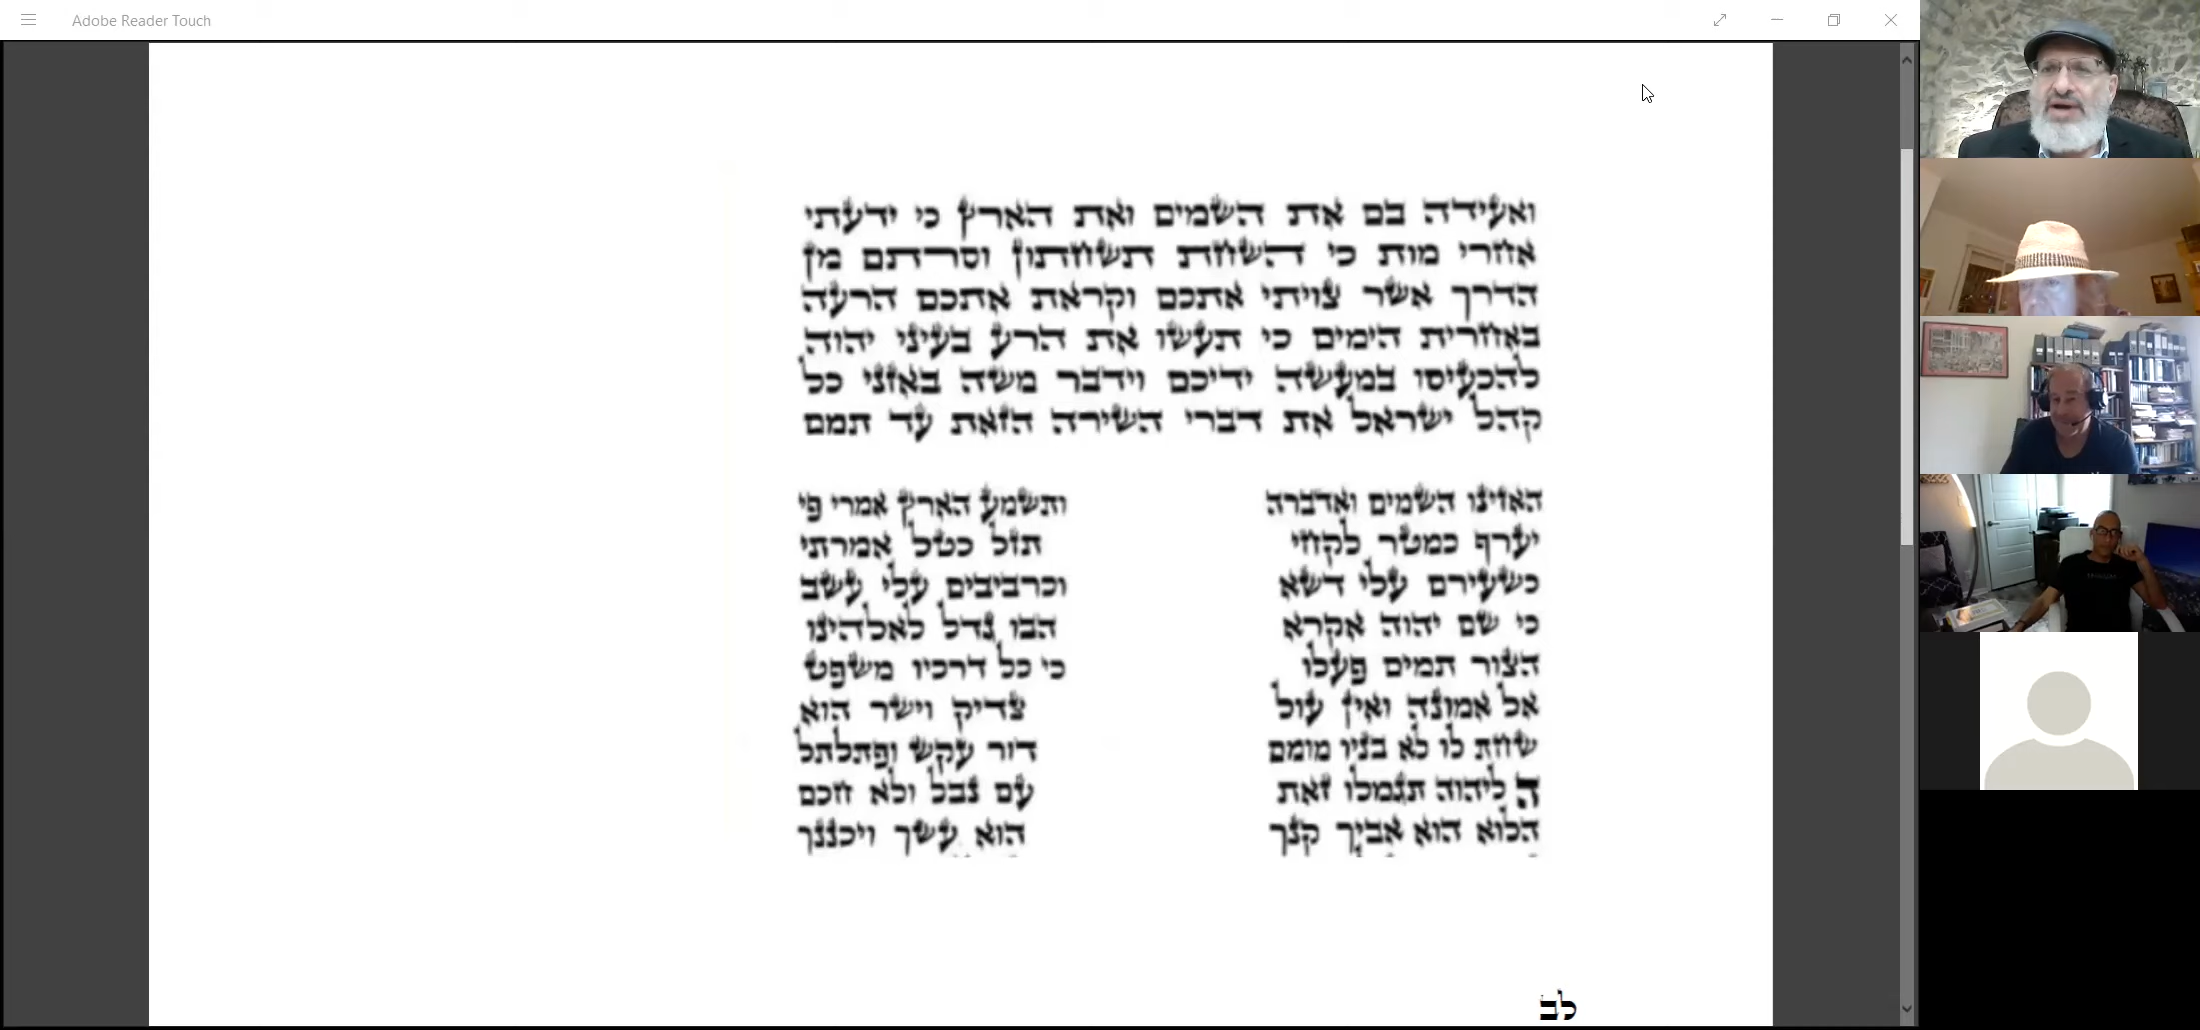 Adobe Reader Touch
ואעידה בם את השמים ואת הארץ כי ידעתי
אחרי מות כי השחת תשחתון וסרתם מן
הדרך אשר צויתי אתכם וקראת אתכם הרעה
באחרית הימים כי תעשו את הרע בעיני יהוה
להכעיסו במעשה ידיכם וידבר משה באזני כל
קהל ישראל את דברי השירה הזאת עד תמם
האזינו השמים ואדברה ותשמע הארץ אמרי פי
יערף כמטר לקחי תזל כטל אמרתי
כשעירם עלי דשא וכרביבים עלי עשב
כי שם יהוה אקרא הבו גדל לאלהינו
הצור תמים פעלו כי כל דרכיו משפט
אל אמונה ואין עול צדיק וישר הוא
שחת לו לא בניו מומם דור עקש ופתלתל
ה ליהוה תגמלו זאת עם נבל ולא חכם
הלוא הוא אביך קנך הוא עשך ויכננך
לב